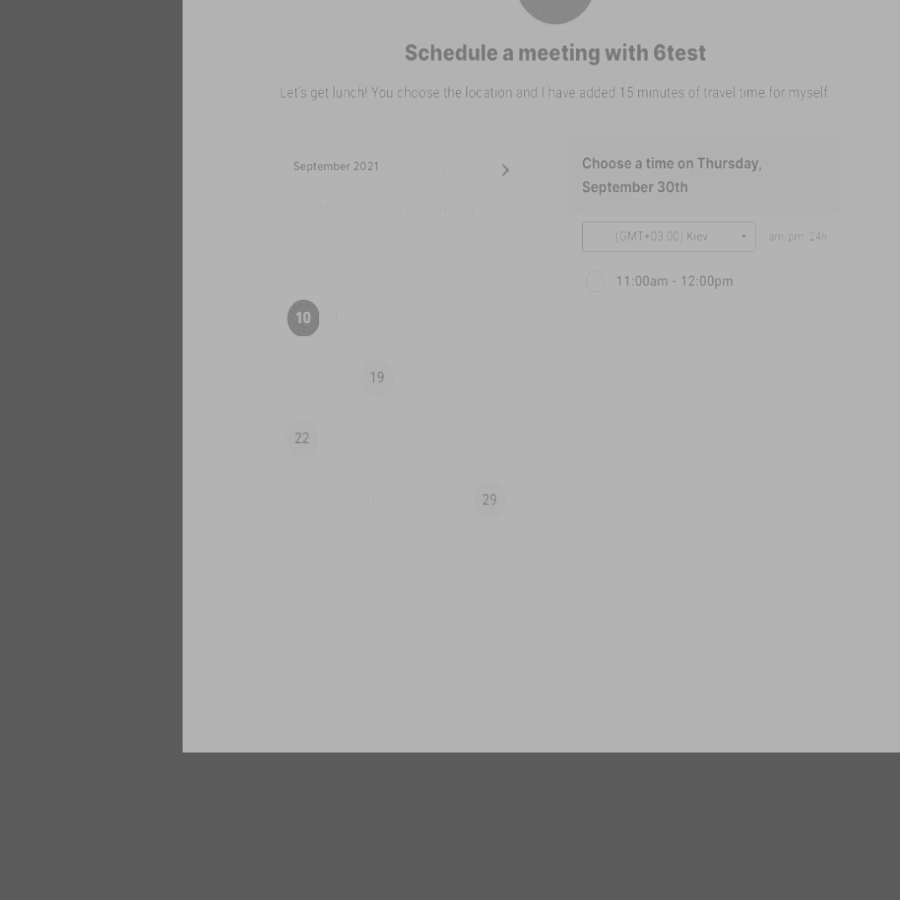 Schedule a meeting with 6test
Let's get lunch! You choose the location and I have added 15 minutes of travel time for myself.
September 2021
10
19
22
29
Choose a time on Thursday,
September 30th
(GMT+03:00) Kiev
am/pm 24h
11:00am - 12:00pm